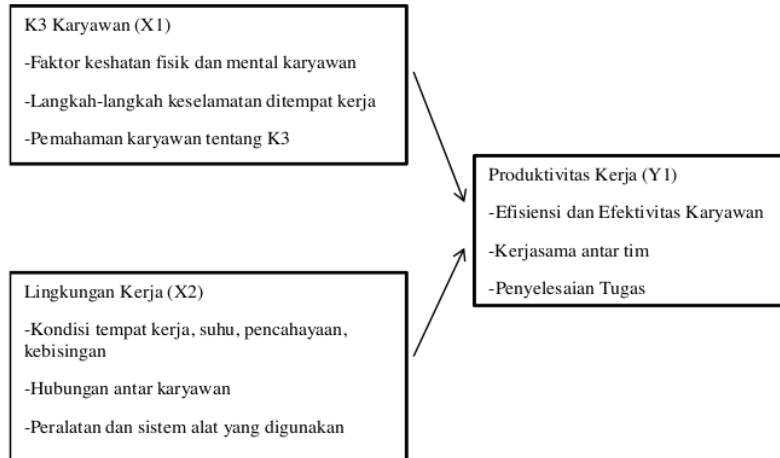 K3 Karyawan (X1)
-Faktor keshatan fisik dan mental karyawan
-Langkah-langkah keselamatan ditempat kerja
-Pemahaman karyawan tentang K3
Produktivitas Kerja (Y1)
-Efisiensi dan Efektivitas Karyawan
-Kerjasama antar tim
-Penyelesaian Tugas
Lingkungan Kerja (X2)
-Kondisi tempat kerja, suhu, pencahayaan,
kebisingan
-Hubungan antar karyawan
-Peralatan dan sistem alat yang digunakan